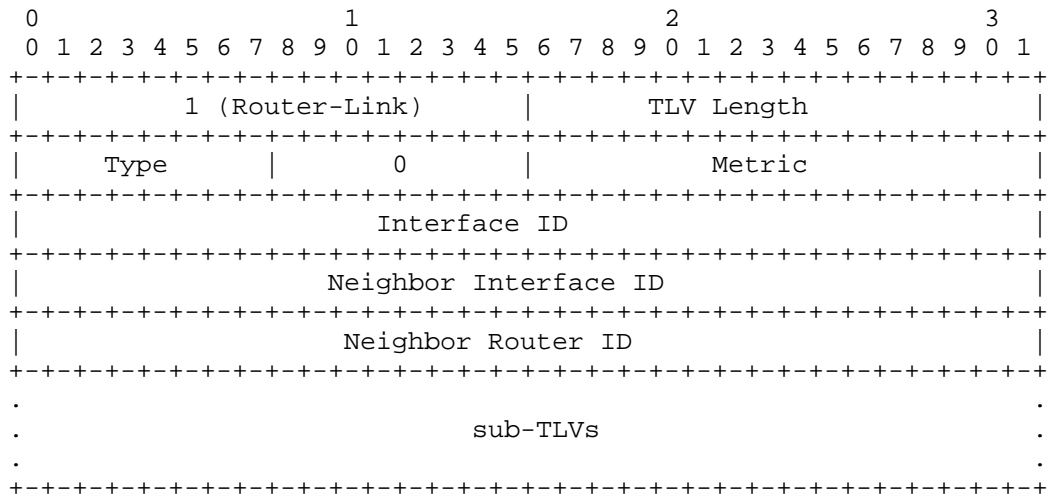 0                   1                   2                   3
 0 1 2 3 4 5 6 7 8 9 0 1 2 3 4 5 6 7 8 9 0 1 2 3 4 5 6 7 8 9 0 1
+-+-+-+-+-+-+-+-+-+-+-+-+-+-+-+-+-+-+-+-+-+-+-+-+-+-+-+-+-+-+-+-+
|          1 (Router-Link)      |       TLV Length              |
+-+-+-+-+-+-+-+-+-+-+-+-+-+-+-+-+-+-+-+-+-+-+-+-+-+-+-+-+-+-+-+-+
|     Type      |       0       |           Metric              |
+-+-+-+-+-+-+-+-+-+-+-+-+-+-+-+-+-+-+-+-+-+-+-+-+-+-+-+-+-+-+-+-+
|                      Interface ID                             |
+-+-+-+-+-+-+-+-+-+-+-+-+-+-+-+-+-+-+-+-+-+-+-+-+-+-+-+-+-+-+-+-+
|                   Neighbor Interface ID                       |
+-+-+-+-+-+-+-+-+-+-+-+-+-+-+-+-+-+-+-+-+-+-+-+-+-+-+-+-+-+-+-+-+
|                    Neighbor Router ID                         |
+-+-+-+-+-+-+-+-+-+-+-+-+-+-+-+-+-+-+-+-+-+-+-+-+-+-+-+-+-+-+-+-+
.                                                               .
.                            sub-TLVs                           .
.                                                               .
+-+-+-+-+-+-+-+-+-+-+-+-+-+-+-+-+-+-+-+-+-+-+-+-+-+-+-+-+-+-+-+-+